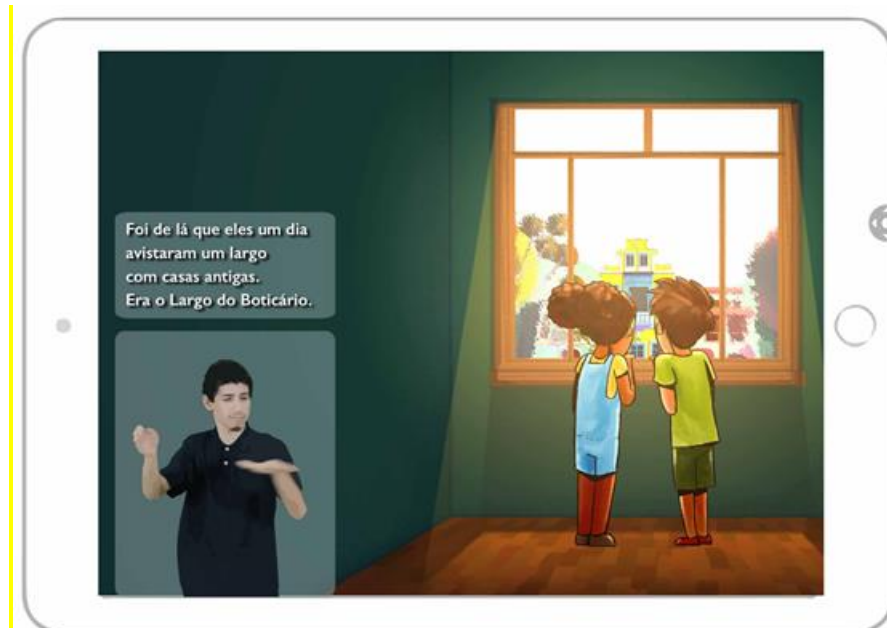 Foi de lá que eles um dia
avistaram um largo
com casas antigas.
Era o Largo do Boticário.